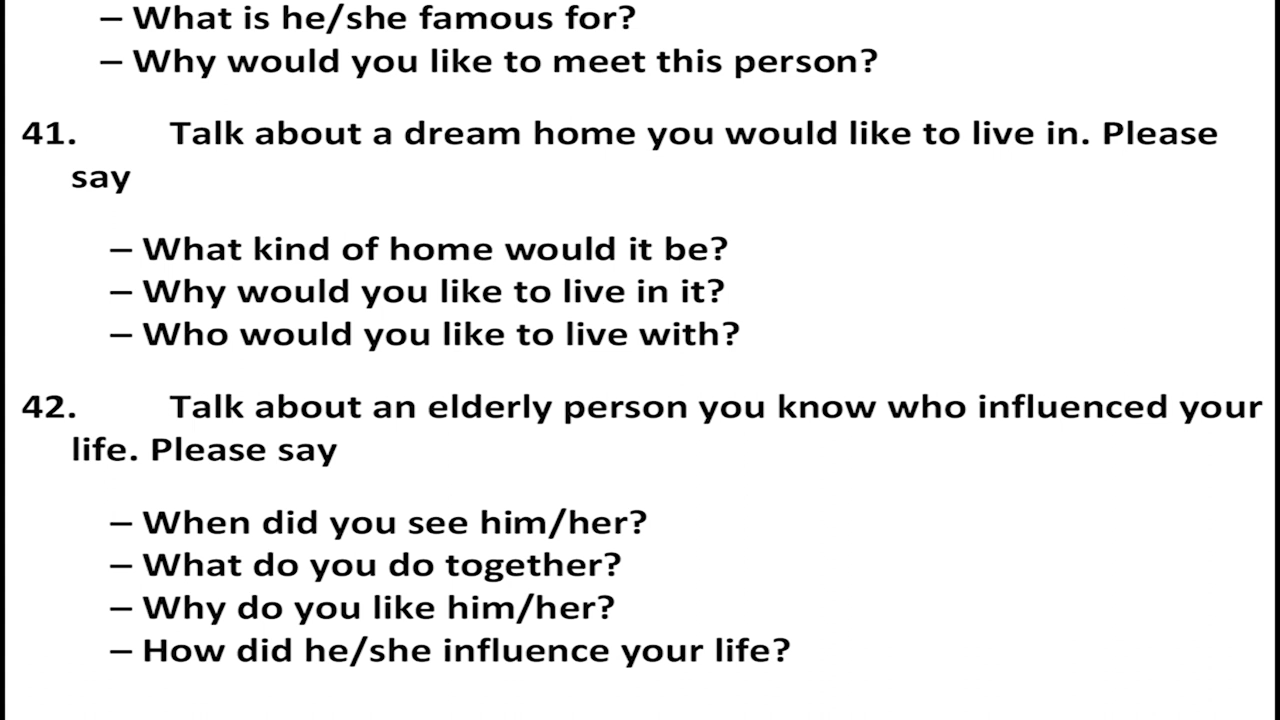 – What is he/she famous for?
– Why would you like to meet this person?
41. Talk about a dream home you would like to live in. Please
say
– What kind of home would it be?
– Why would you like to live in it?
– Who would you like to live with?
42. Talk about an elderly person you know who influenced your
life. Please say
– When did you see him/her?
– What do you do together?
– Why do you like him/her?
– How did he/she influence your life?